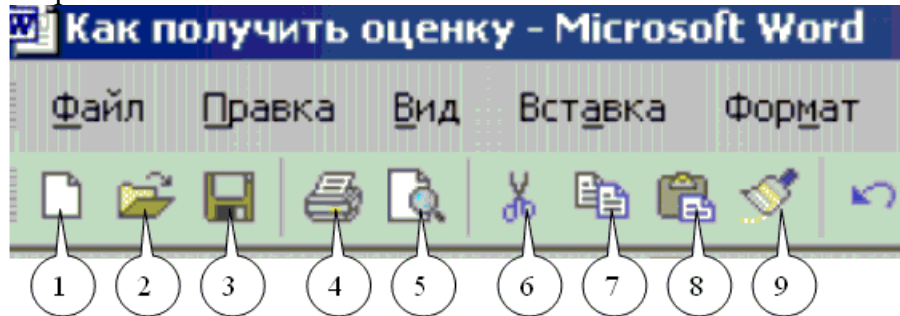 Как получить оценку - Microsoft Word
Файл Правка Вид Вставка Формат
1 2 3 4 5 6 7 8 9